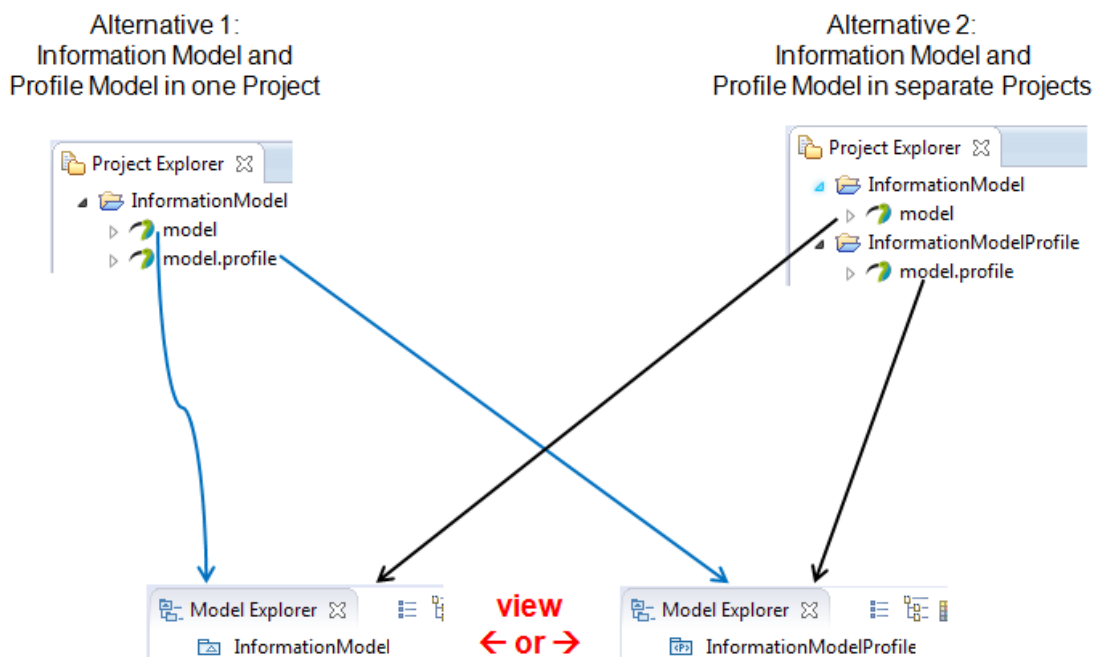 Alternative 1:
Information Model and
Profile Model in one Project
Alternative 2:
Information Model and
Profile Model in separate Projects
Project Explorer
InformationModel
model
model.profile
Project Explorer
InformationModel
model
InformationModelProfile
model.profile
Model Explorer
InformationModel
view
← or →
Model Explorer
<P> InformationModelProfile